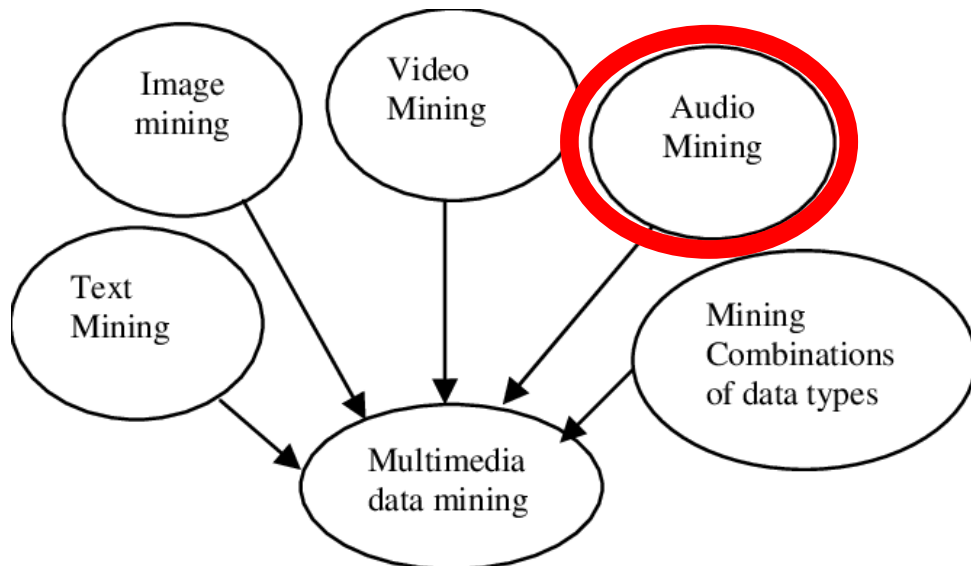 Image
mining
Video
Mining
Audio
Mining
Text
Mining
Mining
Combinations
of data types
Multimedia
data mining